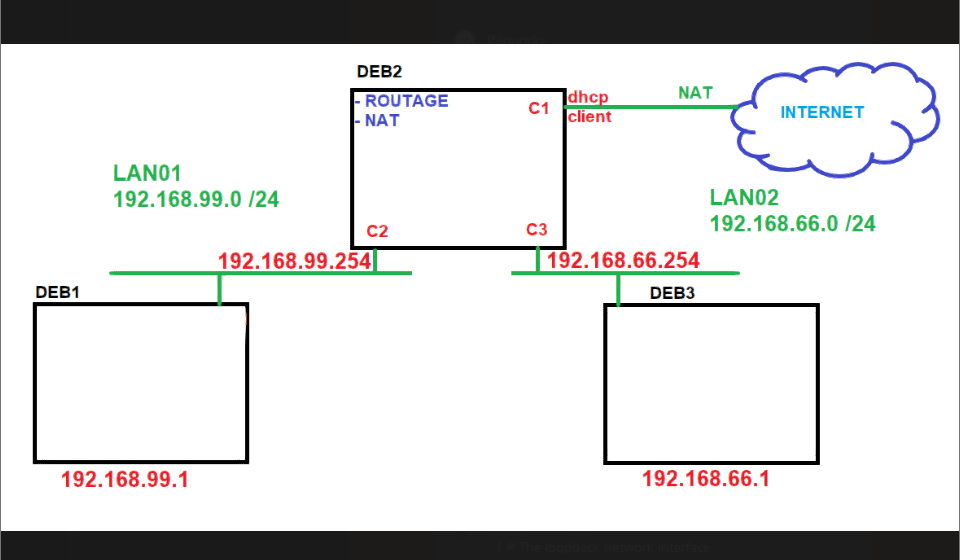 DEB2
- ROUTAGE
- NAT
C1
dhcp
client
NAT
INTERNET
LAN01
192.168.99.0 /24
LAN02
192.168.66.0 /24
C2
C3
192.168.99.254
192.168.66.254
DEB1
DEB3
192.168.99.1
192.168.66.1